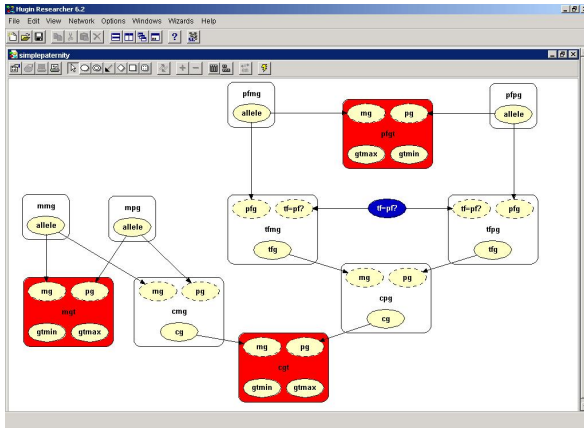 Hugin Researcher 6.2
File Edit View Network Options Windows Wizards Help
simplepaternity
pfmg
allele
pfpg
allele
mg pg
pfgt
gtmax gtmin
mmg
allele
mpg
allele
pfg tf=pf?
tfmg
tfg
tf=pf?
tf=pf? pfg
tfpg
tfg
mg pg
mgt
gtmin gtmax
mg pg
cmg
cg
mg pg
cpg
cg
mg pg
cgt
gtmin gtmax